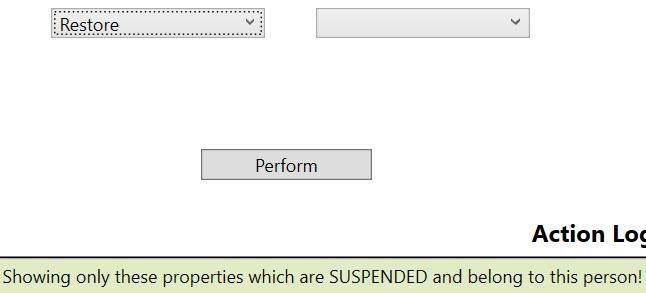 Restore
Perform
Action Log
Showing only these properties which are SUSPENDED and belong to this person!